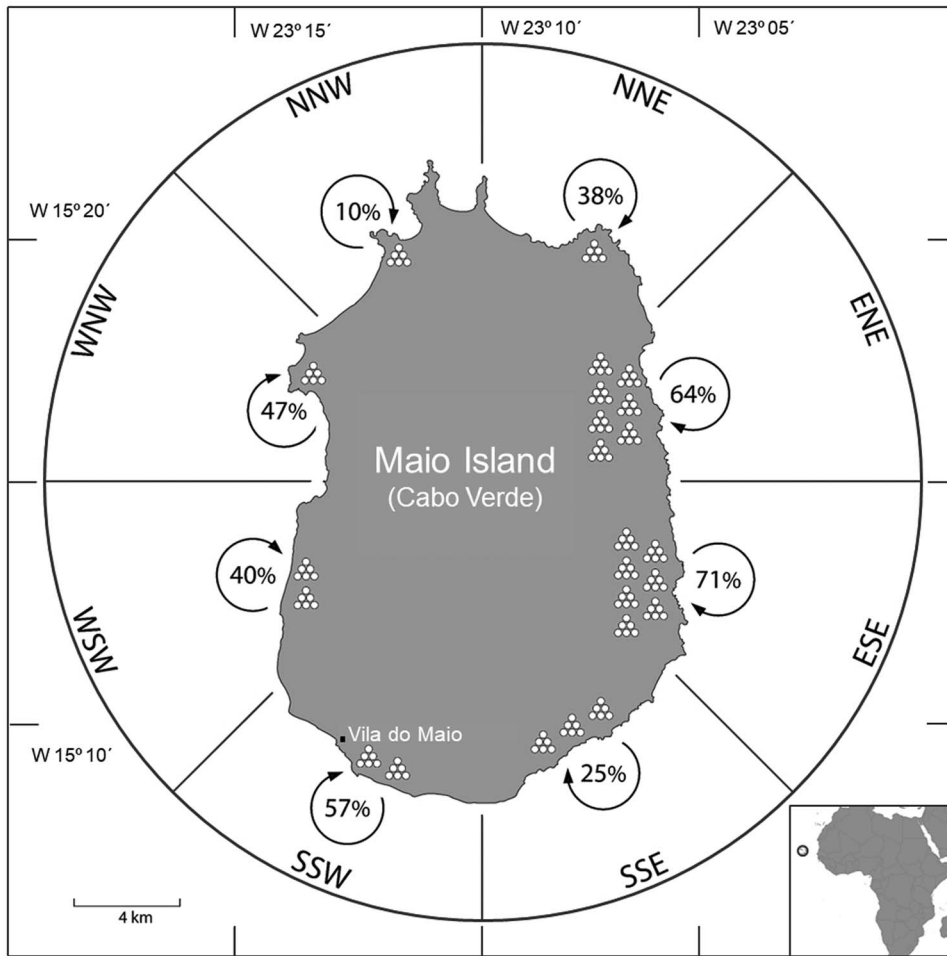 W 23º 15´
W 23º 10´
W 23º 05´
NNW
NNE
W 15º 20´
10%
38%
WNW
ENE
47%
64%
Maio Island
(Cabo Verde)
40%
71%
WSW
ESE
Vila do Maio
W 15º 10´
57%
25%
SSW
SSE
4 km